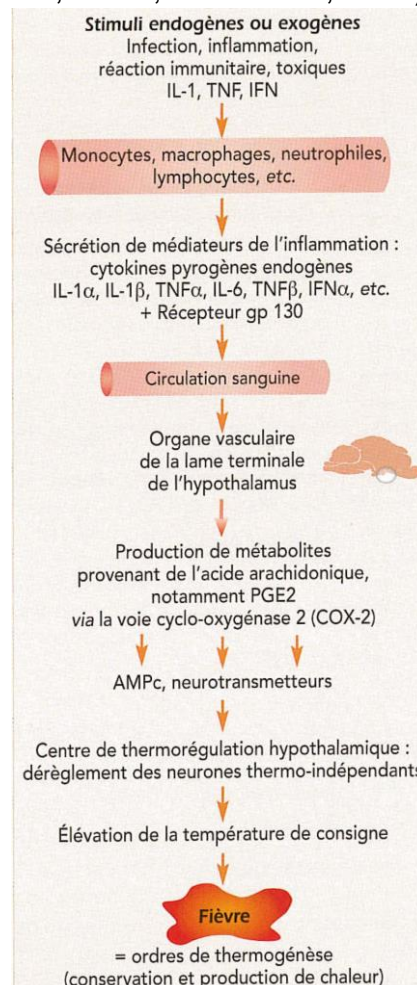 Stimuli endogènes ou exogènes
Infection, inflammation,
réaction immunitaire, toxiques
IL-1, TNF, IFN
Monocytes, macrophages, neutrophiles,
lymphocytes, etc.
Sécrétion de médiateurs de l'inflammation :
cytokines pyrogènes endogènes
IL-1α, IL-1β, TNFα, IL-6, TNFβ, IFNα, etc.
+ Récepteur gp 130
Circulation sanguine
Organe vasculaire
de la lame terminale
de l'hypothalamus
Production de métabolites
provenant de l'acide arachidonique,
notamment PGE2
via la voie cyclo-oxygénase 2 (COX-2)
AMPc, neurotransmetteurs
Centre de thermorégulation hypothalamique :
dérèglement des neurones thermo-indépendants
Élévation de la température de consigne
Fièvre
= ordres de thermogénèse
(conservation et production de chaleur)